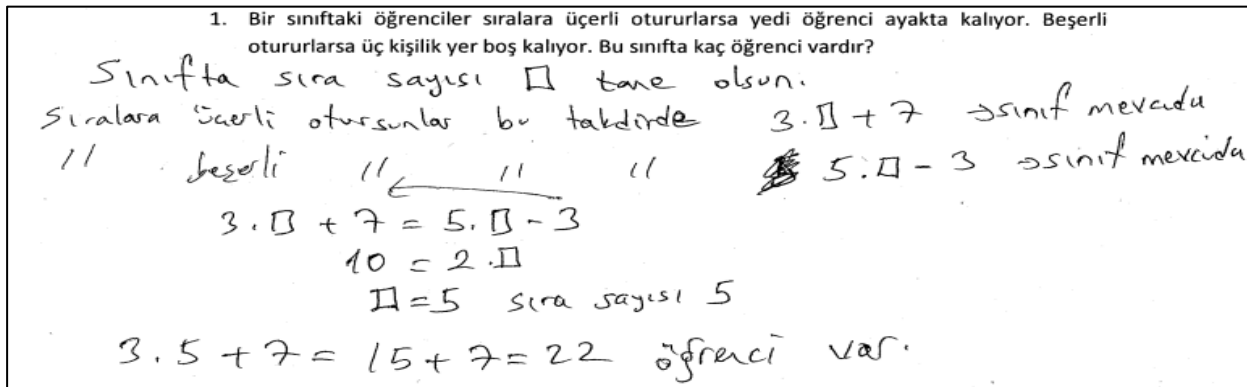 1. Bir sınıftaki öğrenciler sıralara üçerli otururlarsa yedi öğrenci ayakta kalıyor. Beşerli
otururlarsa üç kişilik yer boş kalıyor. Bu sınıfta kaç öğrenci vardır?
Sınıfta sıra sayısı □ tane olsun.
Sıralara üçerli otursunlar bu takdirde 3.□ + 7 → sınıf mevcudu
// beşerli // // // 5.□ - 3 → sınıf mevcudu
3.□ + 7 = 5.□ - 3
10 = 2.□
□ = 5 sıra sayısı 5
3.5 + 7 = 15 + 7 = 22 öğrenci var.